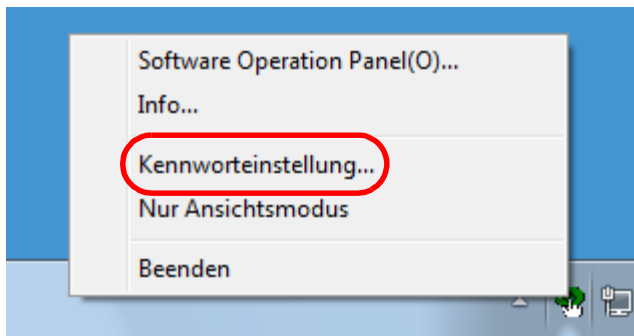 Software Operation Panel(O)...
Info...
Kennworteinstellung...
Nur Ansichtsmodus
Beenden